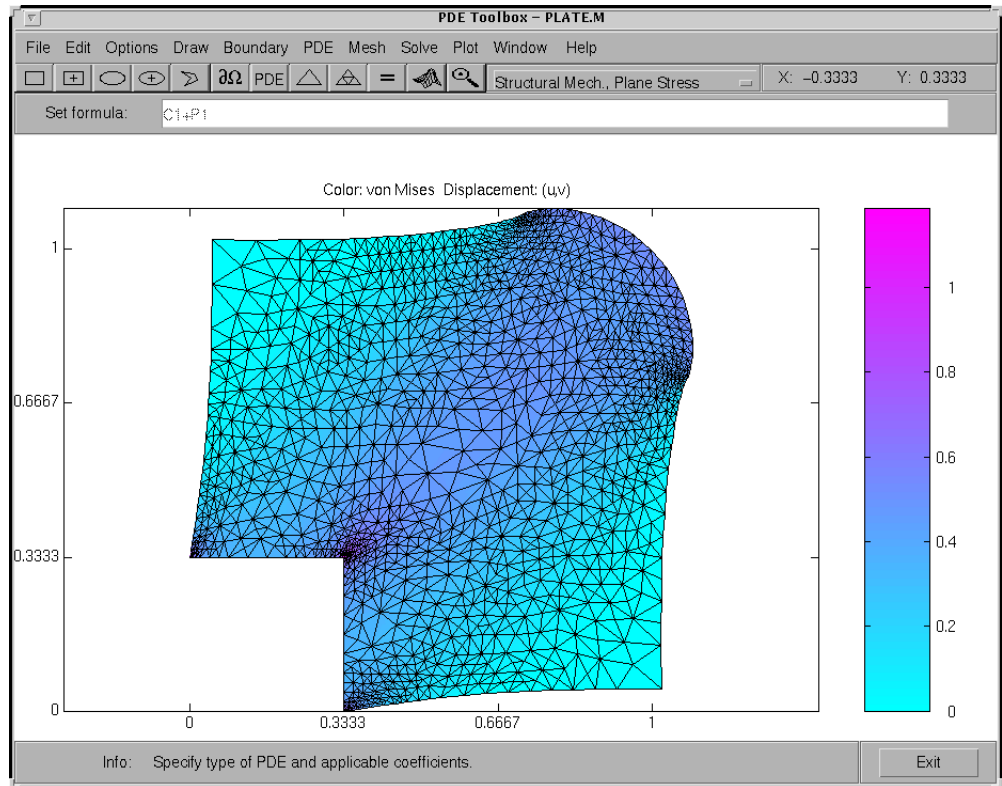 PDE Toolbox – PLATE.M
File Edit Options Draw Boundary PDE Mesh Solve Plot Window Help
∂Ω PDE = Structural Mech., Plane Stress X: −0.3333 Y: 0.3333
Set formula: C1+P1
Color: von Mises Displacement: (u,v)
1
0.6667
0.3333
0
0 0.3333 0.6667 1
1
0.8
0.6
0.4
0.2
0
Info: Specify type of PDE and applicable coefficients. Exit